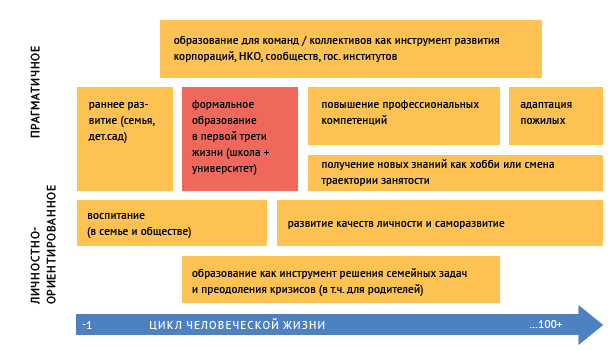 ПРАГМАТИЧНОЕ
образование для команд / коллективов как инструмент развития
корпораций, НКО, сообществ, гос. институтов
раннее раз-
витие (семья,
дет.сад)
формальное
образование
в первой трети
жизни (школа +
университет)
повышение профессиональных
компетенций
адаптация
пожилых
получение новых знаний как хобби или смена
траектории занятости
ЛИЧНОСТНО-
ОРИЕНТИРОВАННОЕ
воспитание
(в семье и обществе)
развитие качеств личности и саморазвитие
образование как инструмент решения семейных задач
и преодоления кризисов (в т.ч. для родителей)
-1
ЦИКЛ ЧЕЛОВЕЧЕСКОЙ ЖИЗНИ
...100+